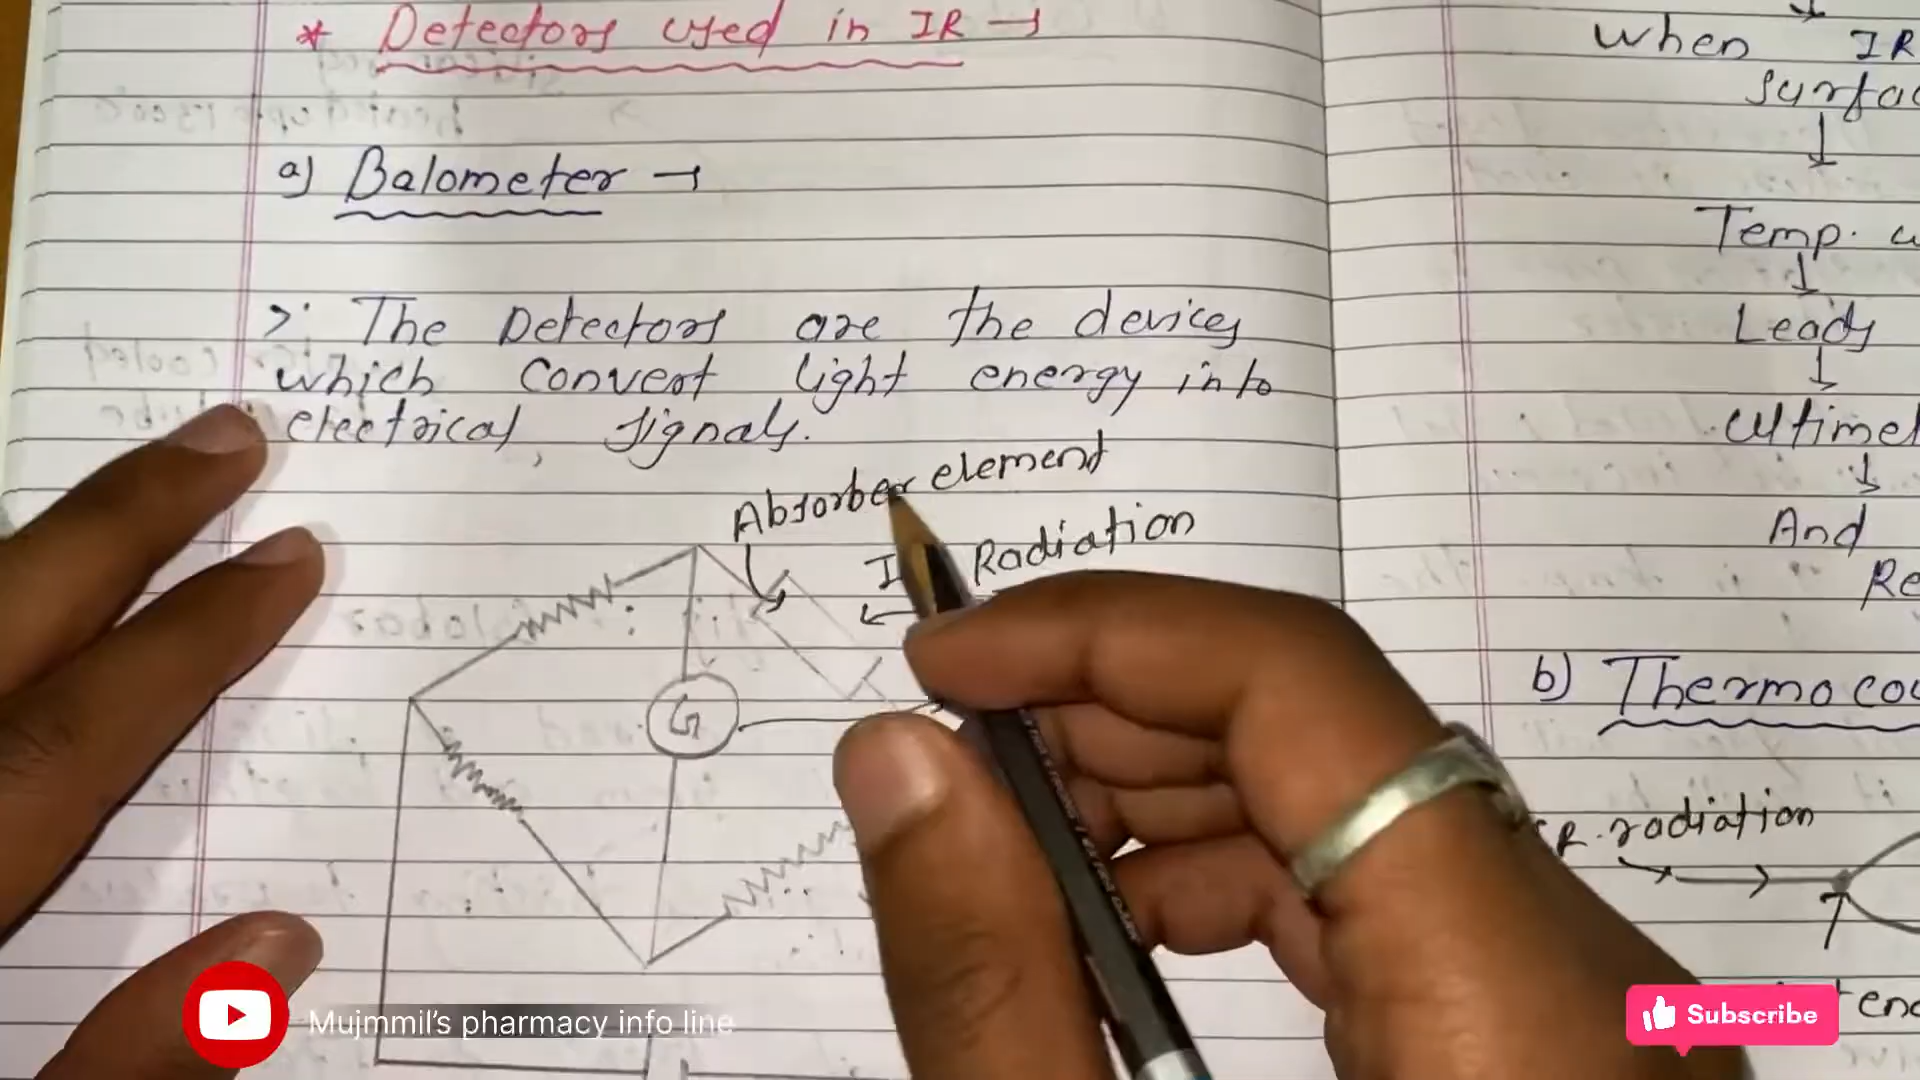 * Detectors used in IR →
a) Balometer →
>. The Detectors are the devices
which convert light energy into
electrical signals.
Absorber element
Radiation
G
when IR
Temp.
Leads
And
b)
radiation
Mujmmil's pharmacy info line
Subscribe